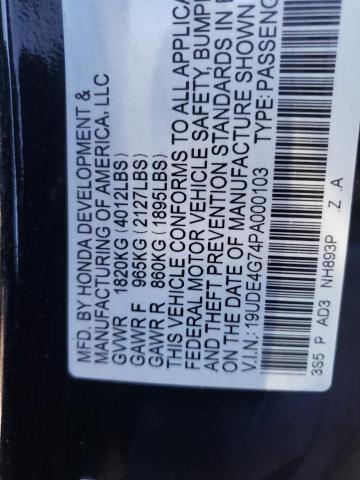 MFD. BY HONDA DEVELOPMENT &
MANUFACTURING OF AMERICA, LLC
GVWR 1820KG (4012LBS)
GAWR F 965KG (2127LBS)
GAWR R 860KG (1895LBS)
THIS VEHICLE CONFORMS TO ALL APPLICA
FEDERAL MOTOR VEHICLE SAFETY, BUMP
AND THEFT PREVENTION STANDARDS IN E
DATE OF MANUFACTURE SHOWN
V.I.N.: 19UDE4G74PA000103 TYPE: PASSENG
3S5 P AD3 NH893P Z A